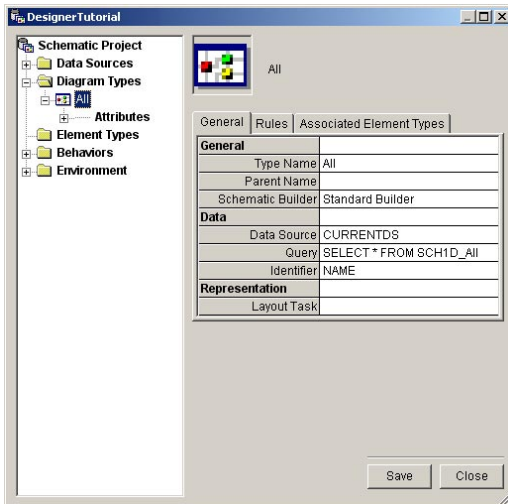 DesignerTutorial
Schematic Project
Data Sources
Diagram Types
All
Attributes
Element Types
Behaviors
Environment
All
General Rules Associated Element Types
General
Type Name All
Parent Name
Schematic Builder Standard Builder
Data
Data Source CURRENTDS
Query SELECT * FROM SCH1D_All
Identifier NAME
Representation
Layout Task
Save Close